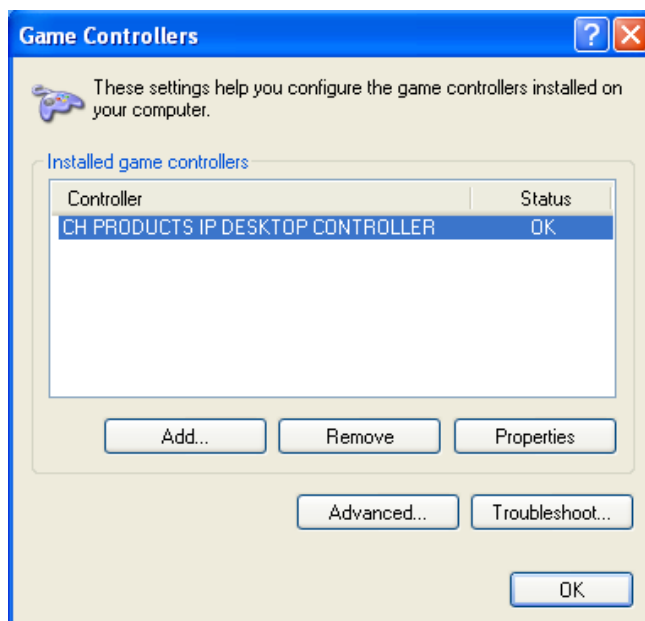 Game Controllers
?
X
These settings help you configure the game controllers installed on
your computer.
Installed game controllers
Controller Status
CH PRODUCTS IP DESKTOP CONTROLLER OK
Add... Remove Properties
Advanced... Troubleshoot...
OK